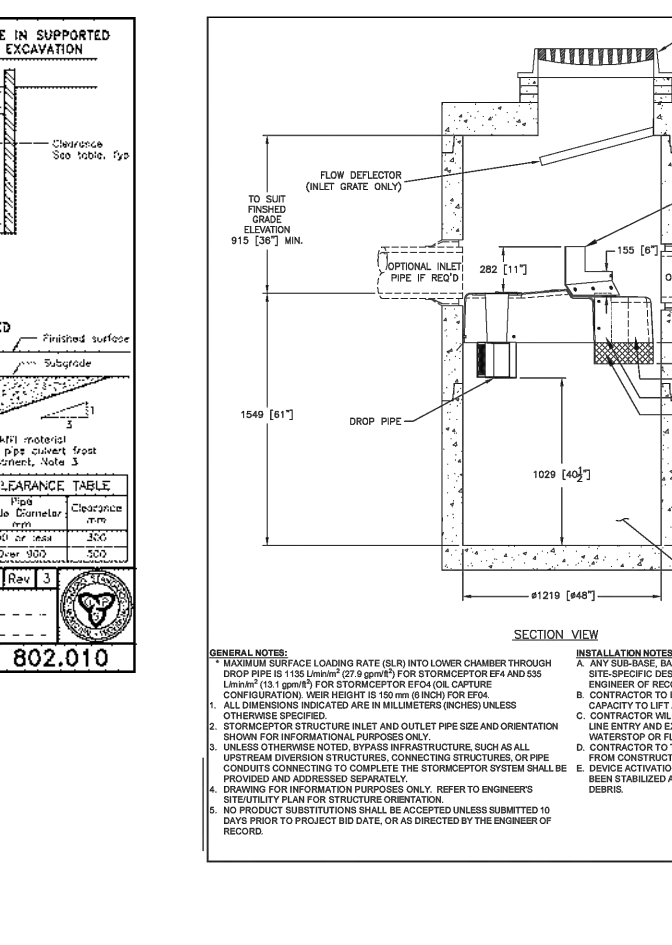 E IN SUPPORTED
EXCAVATION
Clearance
See table, Typ
Finished surface
Subgrade
1
3
material
pipe culvert frost
Note 3
CLEARANCE TABLE
Pipe
Diameter
mm
Clearance
mm
or less
300
Over 900
500
Rev 3
802.010
FLOW DEFLECTOR
(INLET GRATE ONLY)
TO SUIT
FINSHED
GRADE
ELEVATION
915 [36"] MIN.
OPTIONAL INLET
PIPE IF REQ'D
282 [11"]
155 [6"]
1549 [61"]
DROP PIPE
1029 [40½"]
ø1219 [ø48"]
SECTION VIEW
GENERAL NOTES:
* MAXIMUM SURFACE LOADING RATE (SLR) INTO LOWER CHAMBER THROUGH
DROP PIPE IS 1135 L/min/m² (27.9 gpm/ft²) FOR STORMCEPTOR EF4 AND 535
L/min/m² (13.1 gpm/ft²) FOR STORMCEPTOR EFO4 (OIL CAPTURE
CONFIGURATION). WEIR HEIGHT IS 150 mm (6 INCH) FOR EF04.
1. ALL DIMENSIONS INDICATED ARE IN MILLIMETERS (INCHES) UNLESS
OTHERWISE SPECIFIED.
2. STORMCEPTOR STRUCTURE INLET AND OUTLET PIPE SIZE AND ORIENTATION
SHOWN FOR INFORMATIONAL PURPOSES ONLY.
3. UNLESS OTHERWISE NOTED, BYPASS INFRASTRUCTURE, SUCH AS ALL
UPSTREAM DIVERSION STRUCTURES, CONNECTING STRUCTURES, OR PIPE
CONDUITS CONNECTING TO COMPLETE THE STORMCEPTOR SYSTEM SHALL BE
PROVIDED AND ADDRESSED SEPARATELY.
4. DRAWING FOR INFORMATION PURPOSES ONLY. REFER TO ENGINEER'S
SITE/UTILITY PLAN FOR STRUCTURE ORIENTATION.
5. NO PRODUCT SUBSTITUTIONS SHALL BE ACCEPTED UNLESS SUBMITTED 10
DAYS PRIOR TO PROJECT BID DATE, OR AS DIRECTED BY THE ENGINEER OF
RECORD.
INSTALLATION NOTES
A. ANY SUB-BASE, BA
SITE-SPECIFIC DES
ENGINEER OF RECO
B. CONTRACTOR TO
CAPACITY TO LIFT
C. CONTRACTOR WIL
LINE ENTRY AND E
WATERSTOP OR FL
D. CONTRACTOR TO
FROM CONSTRUCT
E. DEVICE ACTIVATIO
BEEN STABILIZED A
DEBRIS.